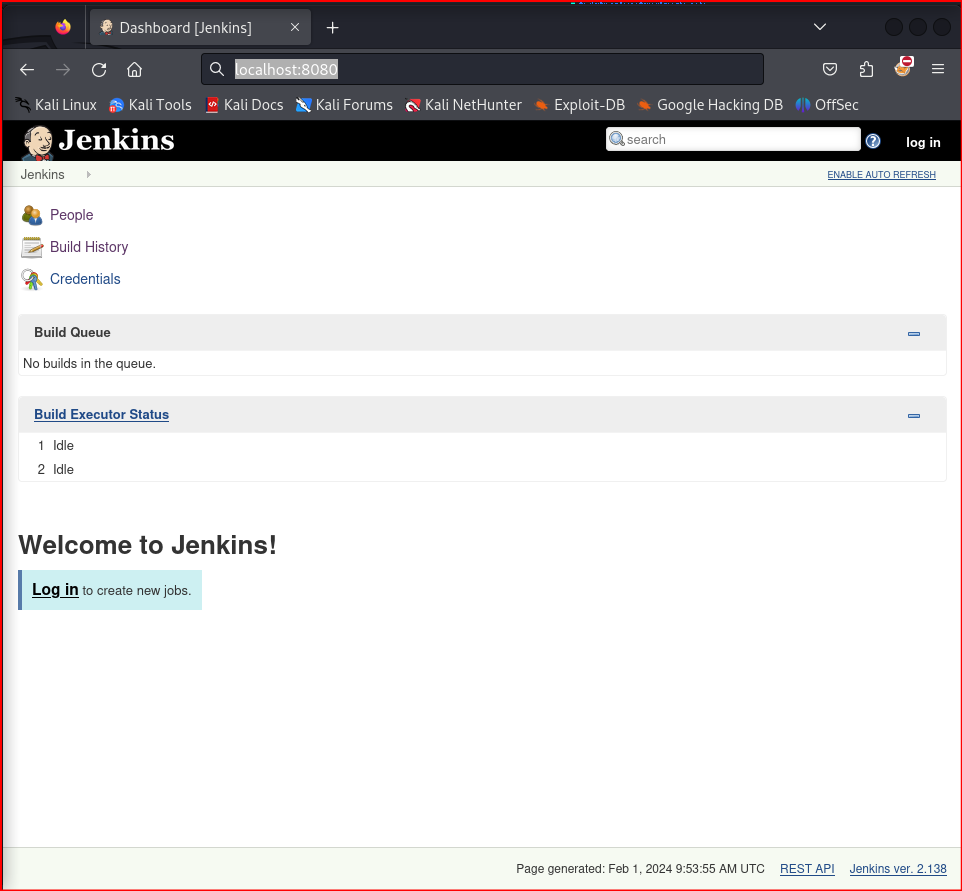 Dashboard [Jenkins]
localhost:8080
Kali Linux Kali Tools Kali Docs Kali Forums Kali NetHunter Exploit-DB Google Hacking DB OffSec
Jenkins search log in
Jenkins ENABLE AUTO REFRESH
People
Build History
Credentials
Build Queue
No builds in the queue.
Build Executor Status
1 Idle
2 Idle
Welcome to Jenkins!
Log in to create new jobs.
Page generated: Feb 1, 2024 9:53:55 AM UTC REST API Jenkins ver. 2.138